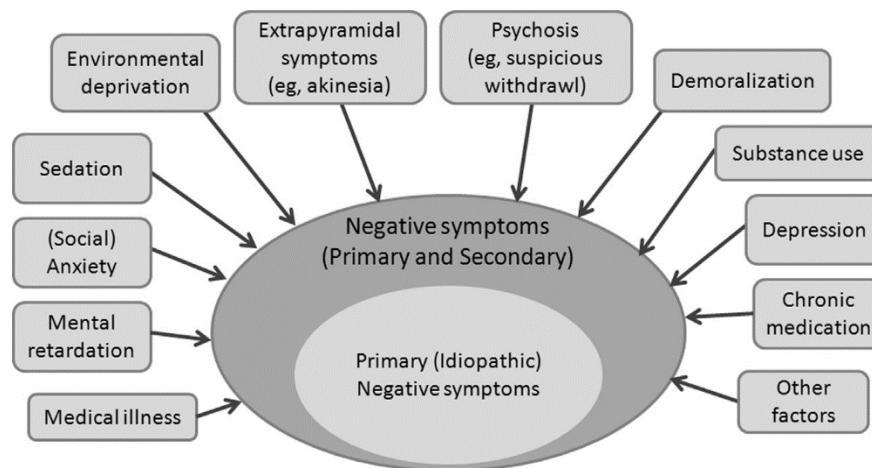 Environmental
deprivation
Extrapyramidal
symptoms
(eg, akinesia)
Psychosis
(eg, suspicious
withdrawl)
Demoralization
Sedation
Substance use
(Social)
Anxiety
Depression
Mental
retardation
Chronic
medication
Medical illness
Other
factors
Negative symptoms
(Primary and Secondary)
Primary (Idiopathic)
Negative symptoms